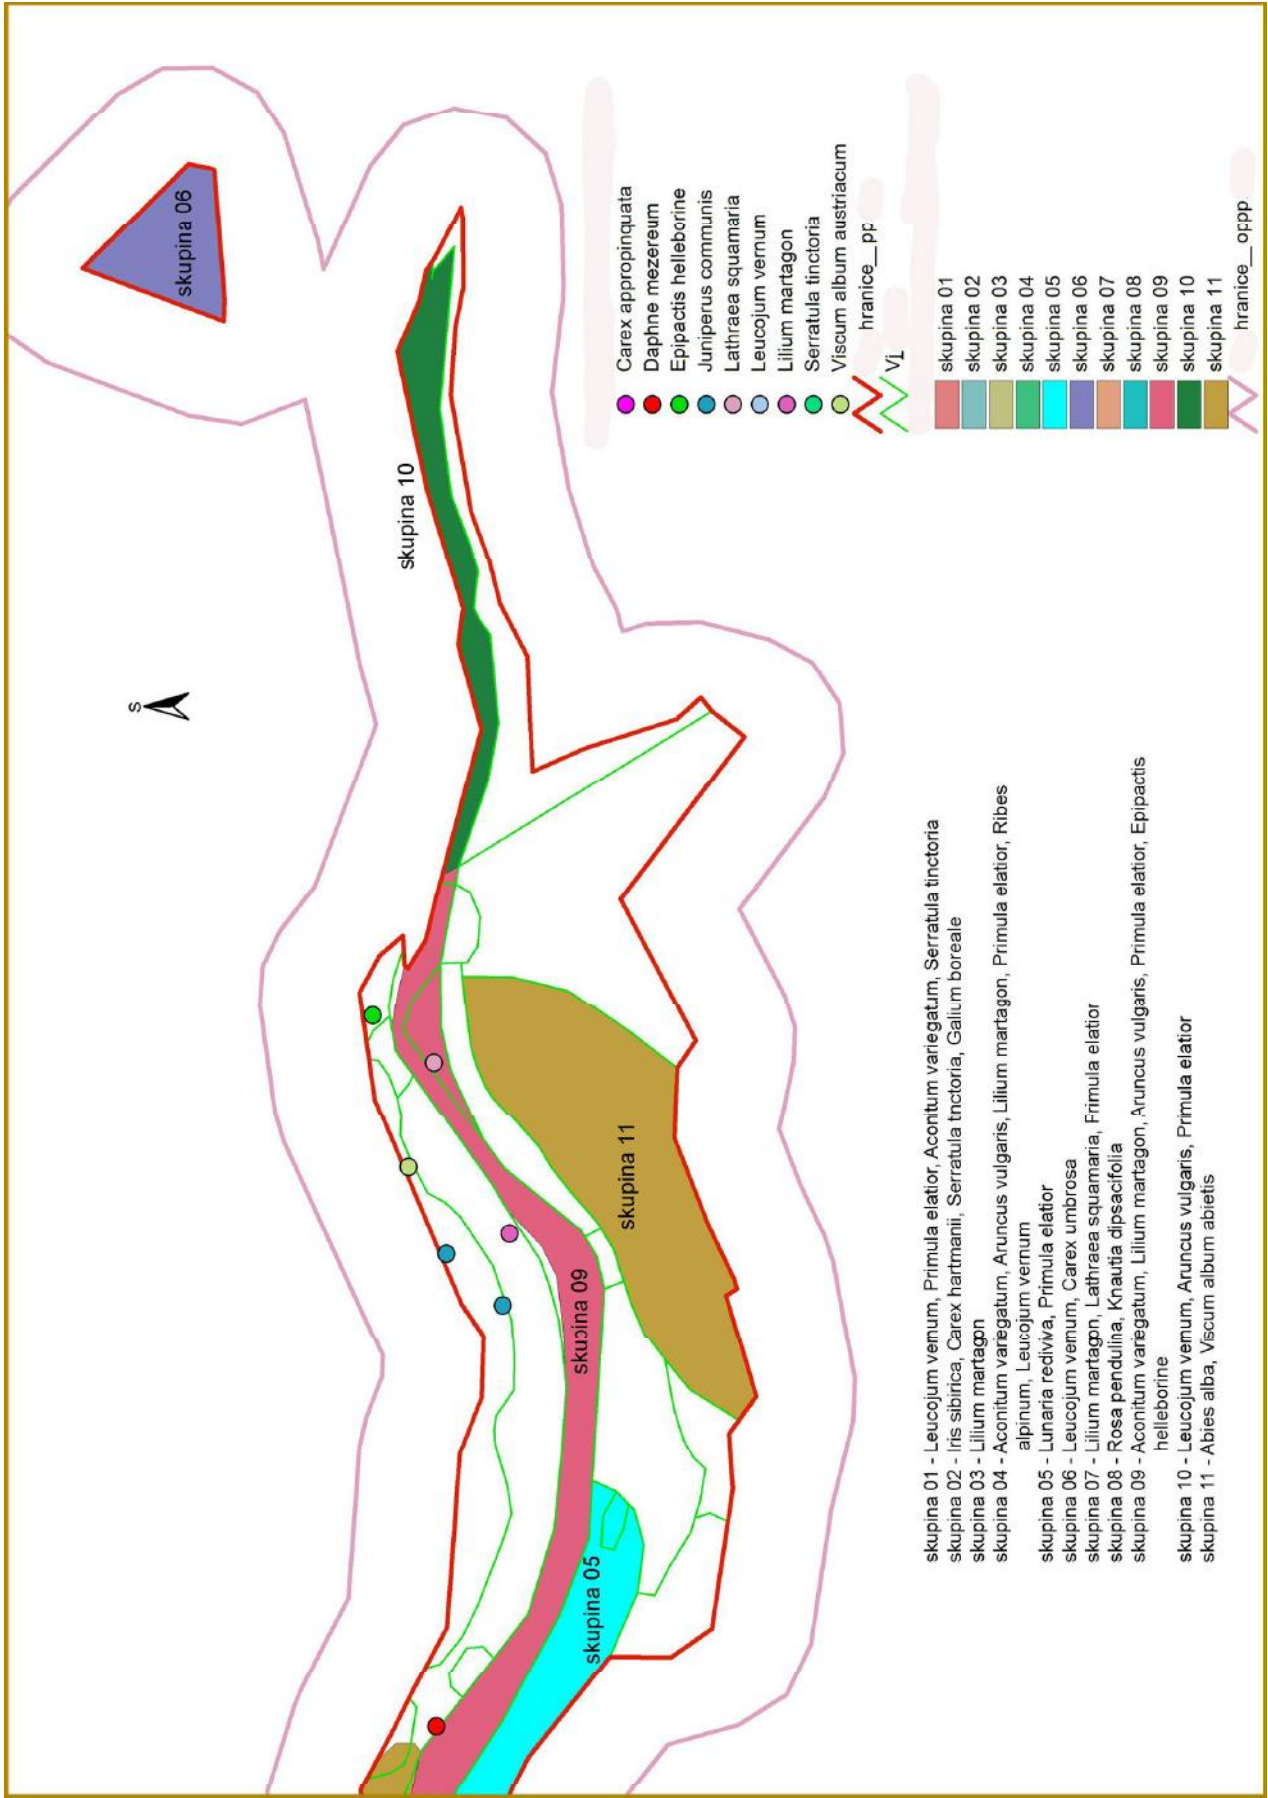 S
skupina 06
skupina 10
skupina 11
skupina 09
skupina 05
Carex appropinquata
Daphne mezereum
Epipactis helleborine
Juniperus communis
Lathraea squamaria
Leucojum vernum
Lilium martagon
Serratula tinctoria
Viscum album austriacum
hranice__pp
VT
skupina 01
skupina 02
skupina 03
skupina 04
skupina 05
skupina 06
skupina 07
skupina 08
skupina 09
skupina 10
skupina 11
hranice__oppp
skupina 01 - Leucojum vernum, Primula elatior, Aconitum variegatum, Serratula tinctoria
skupina 02 - Iris sibirica, Carex hartmanii, Serratula tnctoria, Galium boreale
skupina 03 - Lilium martagon
skupina 04 - Aconitum variegatum, Aruncus vulgaris, Lilium martagon, Primula elatior, Ribes
alpinum, Leucojum vernum
skupina 05 - Lunaria rediviva, Primula elatior
skupina 06 - Leucojum vernum, Carex umbrosa
skupina 07 - Lilium martagon, Lathraea squamaria, Primula elatior
skupina 08 - Rosa pendulina, Knautia dipsacifolia
skupina 09 - Aconitum variegatum, Lilium martagon, Aruncus vulgaris, Primula elatior, Epipactis
helleborine
skupina 10 - Leucojum vernum, Aruncus vulgaris, Primula elatior
skupina 11 - Abies alba, Viscum album abietis